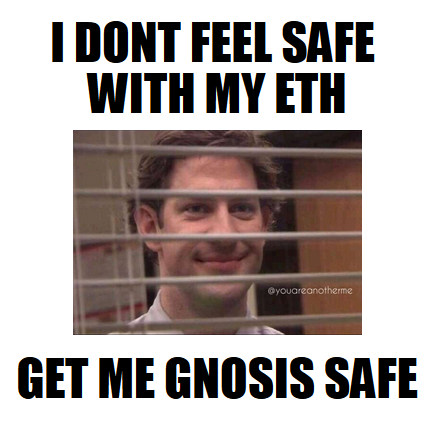 I DONT FEEL SAFE
WITH MY ETH
@youareanotherme
GET ME GNOSIS SAFE